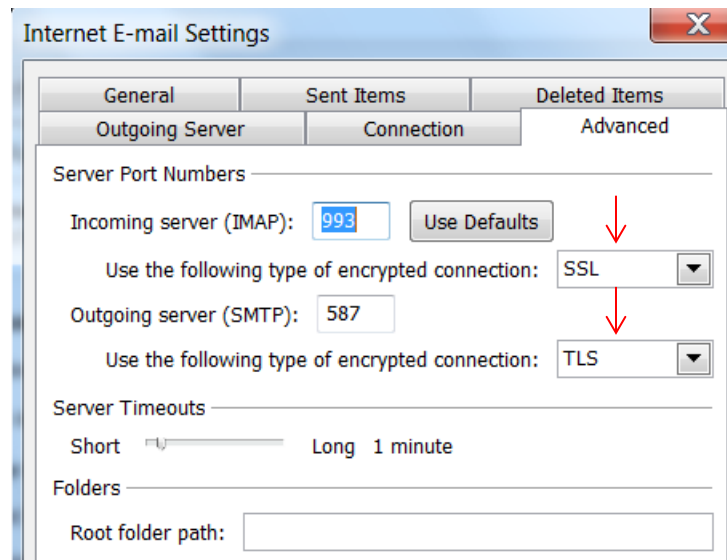 Internet E-mail Settings
General Sent Items Deleted Items
Outgoing Server Connection Advanced
Server Port Numbers
Incoming server (IMAP): 993 Use Defaults
Use the following type of encrypted connection: SSL
Outgoing server (SMTP): 587
Use the following type of encrypted connection: TLS
Server Timeouts
Short Long 1 minute
Folders
Root folder path: